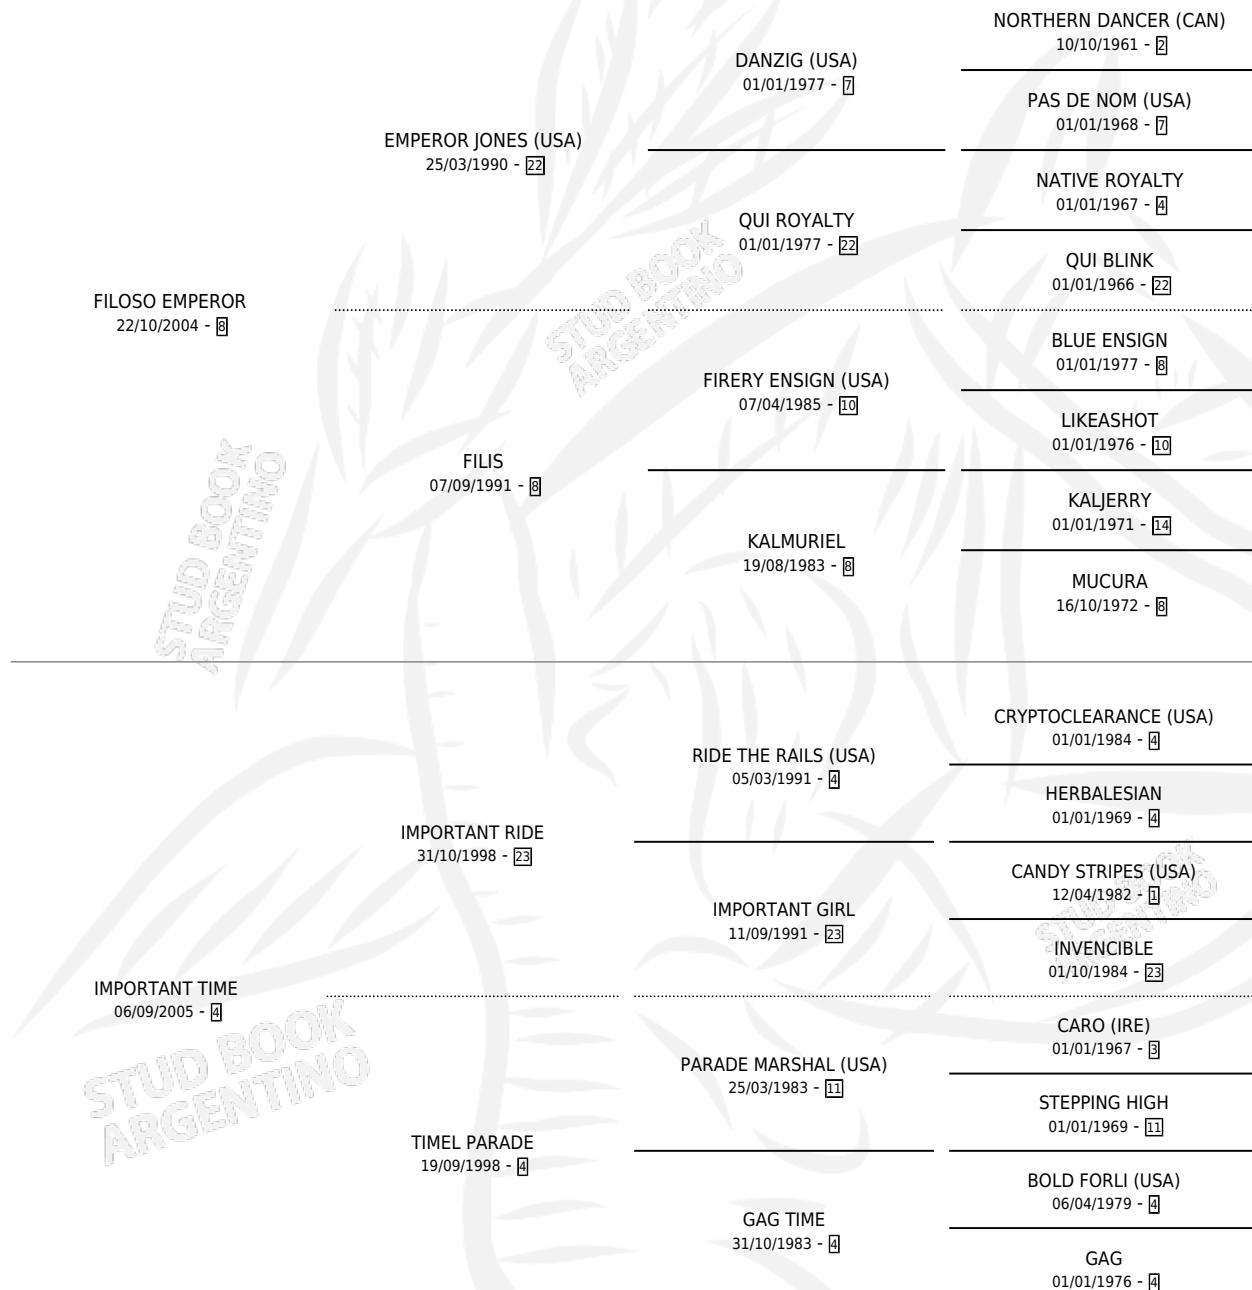 NORTHERN DANCER (CAN)
10/10/1961 - 2
DANZIG (USA)
01/01/1977 - 7
PAS DE NOM (USA)
01/01/1968 - 7
EMPEROR JONES (USA)
25/03/1990 - 22
NATIVE ROYALTY
01/01/1967 - 4
QUI ROYALTY
01/01/1977 - 22
QUI BLINK
01/01/1966 - 22
FILOSO EMPEROR
22/10/2004 - 8
BLUE ENSIGN
01/01/1977 - 8
FIRERY ENSIGN (USA)
07/04/1985 - 10
LIKEASHOT
01/01/1976 - 10
FILIS
07/09/1991 - 8
KALJERRY
01/01/1971 - 14
KALMURIEL
19/08/1983 - 8
MUCURA
16/10/1972 - 8
STUD BOOK
ARGENTINO
STUD BOOK
ARGENTINO
CRYPTOCLEARANCE (USA)
01/01/1984 - 4
RIDE THE RAILS (USA)
05/03/1991 - 4
HERBALESIAN
01/01/1969 - 4
IMPORTANT RIDE
31/10/1998 - 23
CANDY STRIPES (USA)
12/04/1982 - 1
IMPORTANT GIRL
11/09/1991 - 23
INVENCIBLE
01/10/1984 - 23
STUD BOOK
ARGENTINO
IMPORTANT TIME
06/09/2005 - 4
CARO (IRE)
01/01/1967 - 3
PARADE MARSHAL (USA)
25/03/1983 - 11
STEPPING HIGH
01/01/1969 - 11
STUD BOOK
ARGENTINO
TIMEL PARADE
19/09/1998 - 4
BOLD FORLI (USA)
06/04/1979 - 4
GAG TIME
31/10/1983 - 4
GAG
01/01/1976 - 4